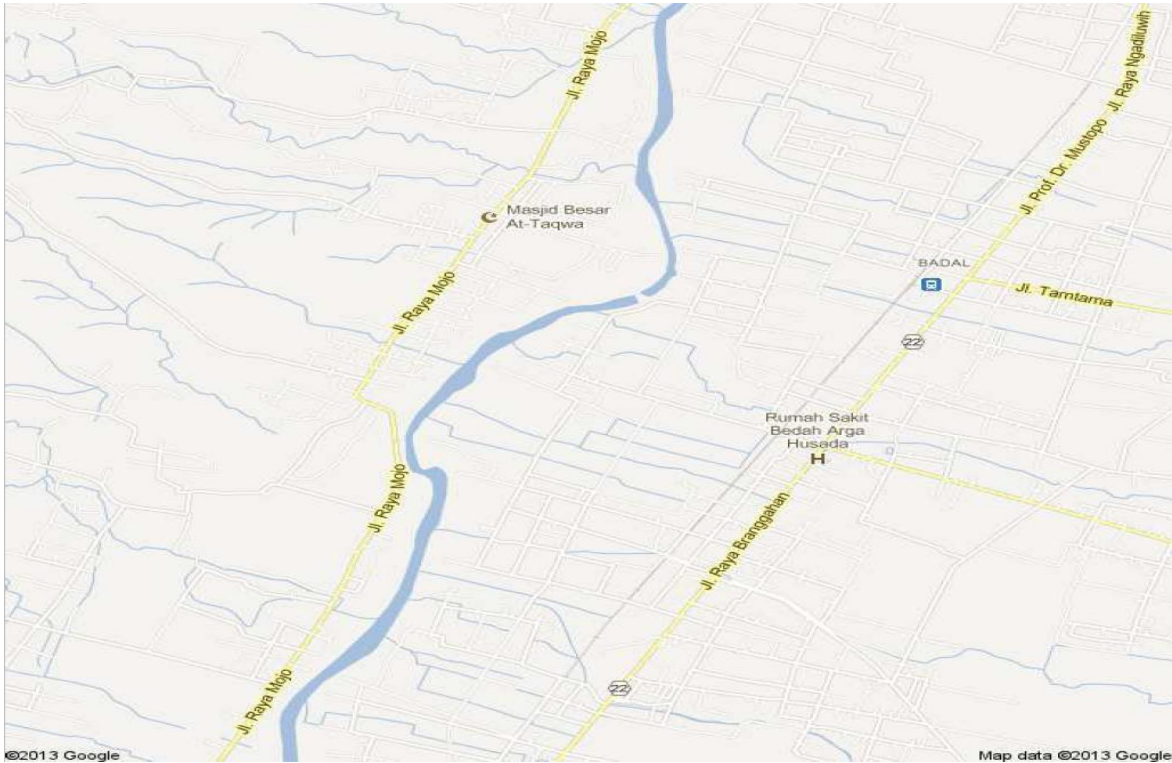 Jl. Raya Mojo
Jl. Raya Ngadiluwih
Jl. Prof. Dr. Mustopo
Masjid Besar
At-Taqwa
BADAL
Jl. Tamtama
Jl. Raya Mojo
22
Rumah Sakit
Bedah Arga
Husada
H
Jl. Raya Mojo
Jl. Raya Branggahan
22
Jl. Raya Mojo
©2013 Google
Map data ©2013 Google